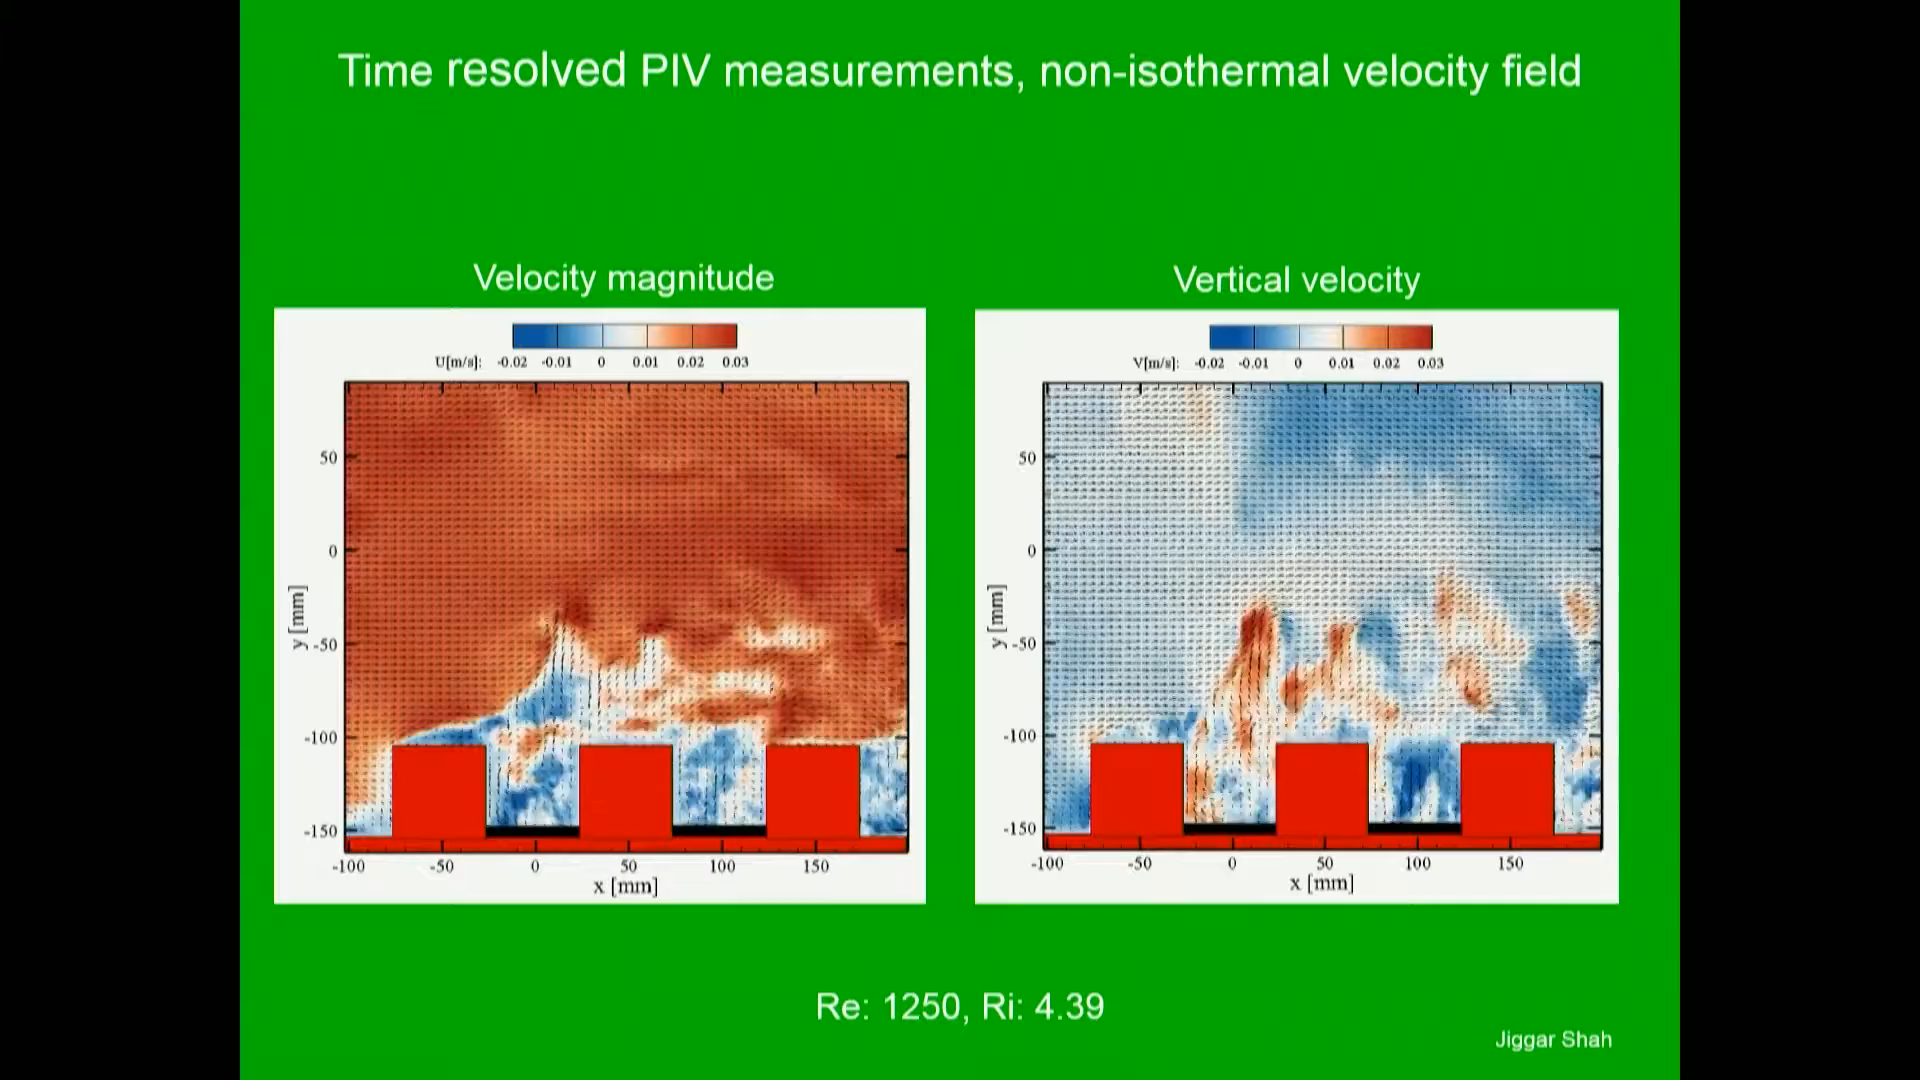 Time resolved PIV measurements, non-isothermal velocity field
Velocity magnitude
U[m/s]: -0.02 -0.01 0 0.01 0.02 0.03
50
0
-50
-100
-150
y [mm]
-100 -50 0 50 100 150
x [mm]
Vertical velocity
V[m/s]: -0.02 -0.01 0 0.01 0.02 0.03
50
0
-50
-100
-150
y [mm]
-100 -50 0 50 100 150
x [mm]
Re: 1250, Ri: 4.39
Jiggar Shah